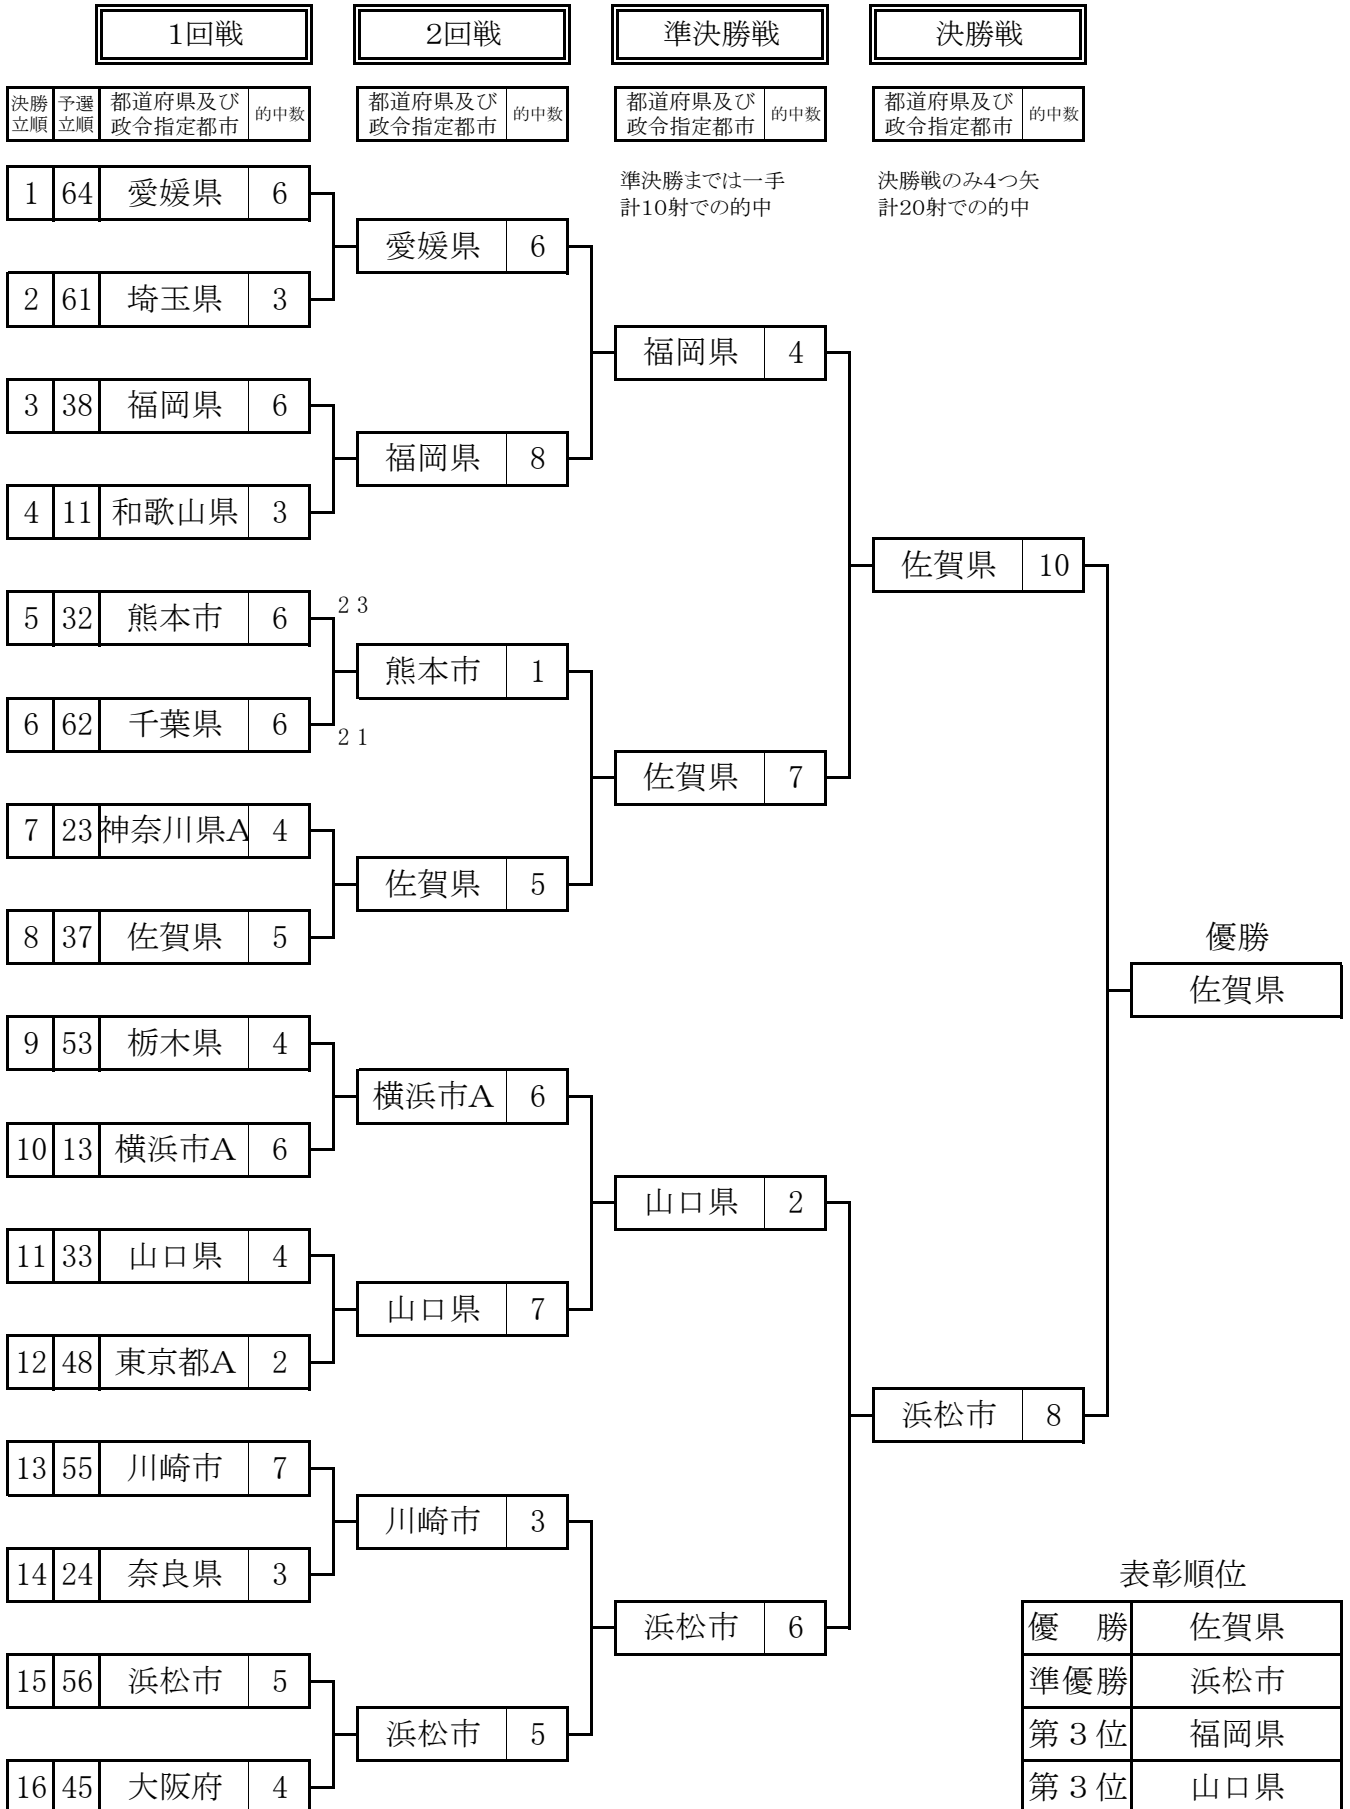 1回戦 2回戦 準決勝戦 決勝戦
決勝 予選 都道府県及び 的中数 都道府県及び 的中数 都道府県及び 的中数 都道府県及び 的中数
立順 立順 政令指定都市 政令指定都市 政令指定都市 政令指定都市
準決勝までは一手 決勝戦のみ4つ矢
計10射での的中 計20射での的中
1 64 愛媛県 6
愛媛県 6
2 61 埼玉県 3
福岡県 4
3 38 福岡県 6
福岡県 8
4 11 和歌山県 3
佐賀県 10
5 32 熊本市 6 23
熊本市 1
6 62 千葉県 6 21
佐賀県 7
7 23 神奈川県A 4
佐賀県 5
8 37 佐賀県 5
優勝
佐賀県
9 53 栃木県 4
横浜市A 6
10 13 横浜市A 6
山口県 2
11 33 山口県 4
山口県 7
12 48 東京都A 2
浜松市 8
13 55 川崎市 7
川崎市 3
14 24 奈良県 3
浜松市 6
15 56 浜松市 5
浜松市 5
16 45 大阪府 4
表彰順位
優 勝 佐賀県
準優勝 浜松市
第3位 福岡県
第3位 山口県